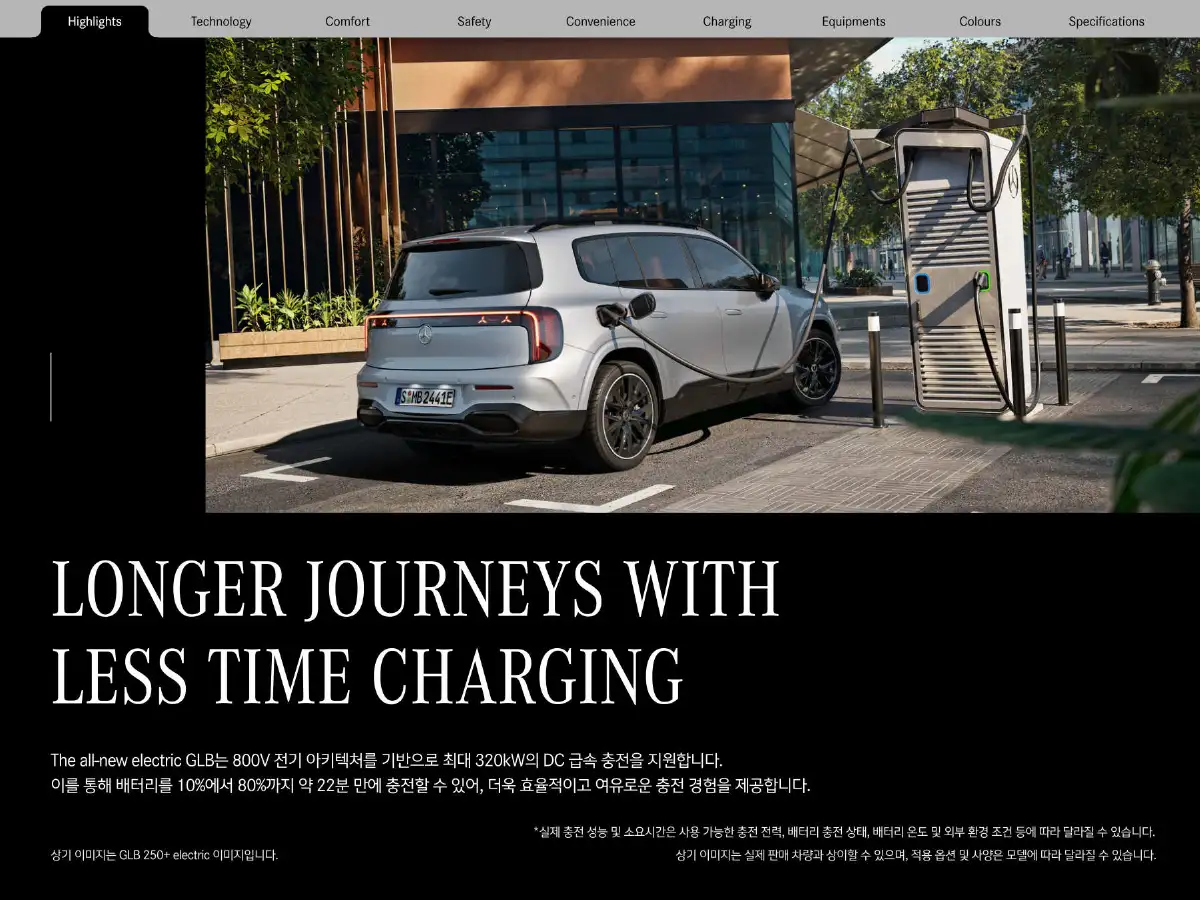 Highlights
Technology
Comfort
Safety
Convenience
Charging
Equipments
Colours
Specifications
S MB 2441E
LONGER JOURNEYS WITH
LESS TIME CHARGING
The all-new electric GLB는 800V 전기 아키텍처를 기반으로 최대 320kW의 DC 급속 충전을 지원합니다.
이를 통해 배터리를 10%에서 80%까지 약 22분 만에 충전할 수 있어, 더욱 효율적이고 여유로운 충전 경험을 제공합니다.
*실제 충전 성능 및 소요시간은 사용 가능한 충전 전력, 배터리 충전 상태, 배터리 온도 및 외부 환경 조건 등에 따라 달라질 수 있습니다.
상기 이미지는 GLB 250+ electric 이미지입니다.
상기 이미지는 실제 판매 차량과 상이할 수 있으며, 적용 옵션 및 사양은 모델에 따라 달라질 수 있습니다.